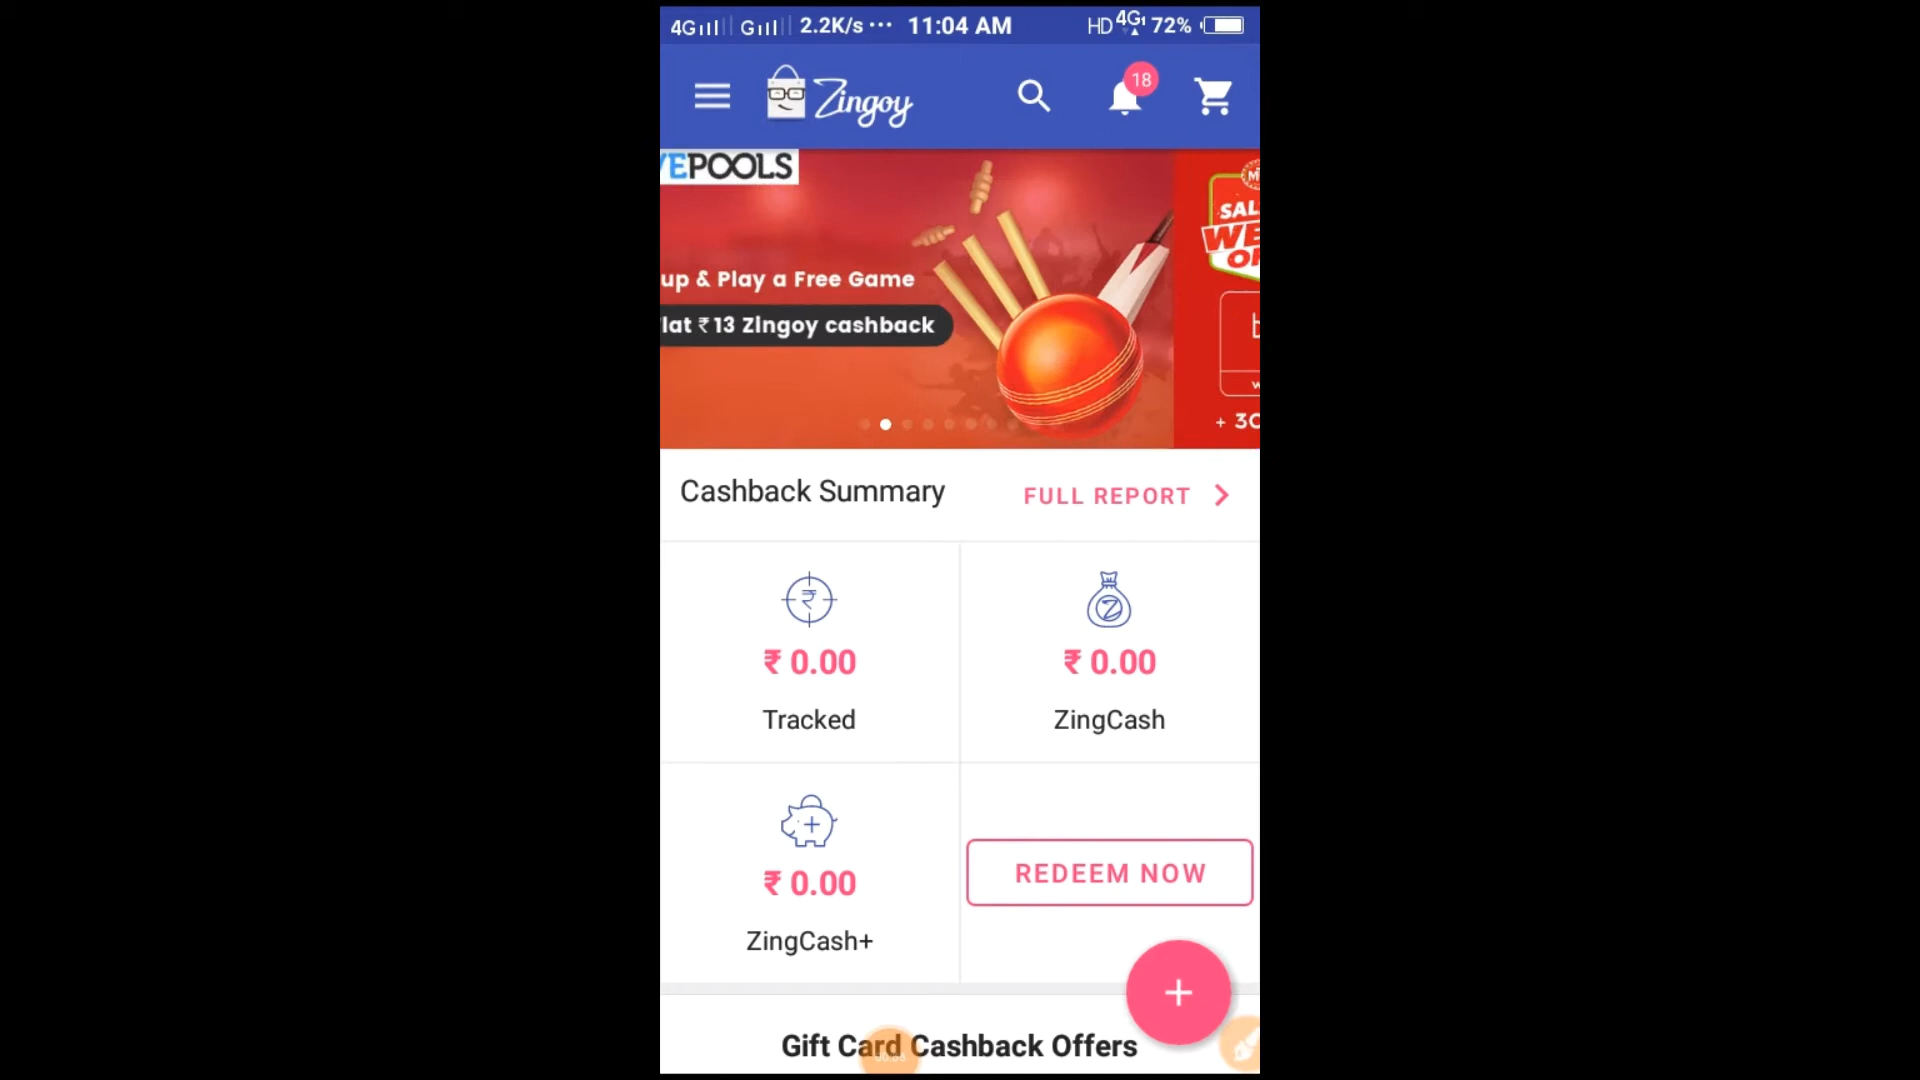 4G G 2.2K/s ··· 11:04 AM HD 4G 72%
Zingoy 18
EPOOLS
up & Play a Free Game
lat ₹ 13 Zingoy cashback
SAL
WE
+ 30
Cashback Summary FULL REPORT
₹ 0.00 ₹ 0.00
Tracked ZingCash
₹ 0.00
ZingCash+
REDEEM NOW
+
Gift Card Cashback Offers